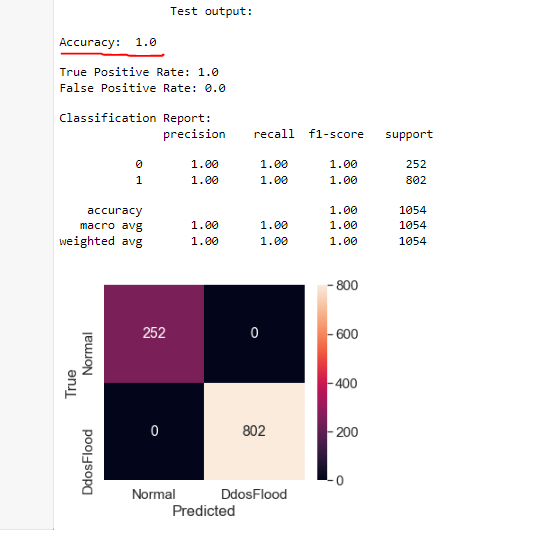 Test output:
Accuracy: 1.0
True Positive Rate: 1.0
False Positive Rate: 0.0
Classification Report:
precision recall f1-score support
0 1.00 1.00 1.00 252
1 1.00 1.00 1.00 802
accuracy 1.00 1054
macro avg 1.00 1.00 1.00 1054
weighted avg 1.00 1.00 1.00 1054
800
600
400
200
0
True
Normal
DdosFlood
252 0
0 802
Normal DdosFlood
Predicted